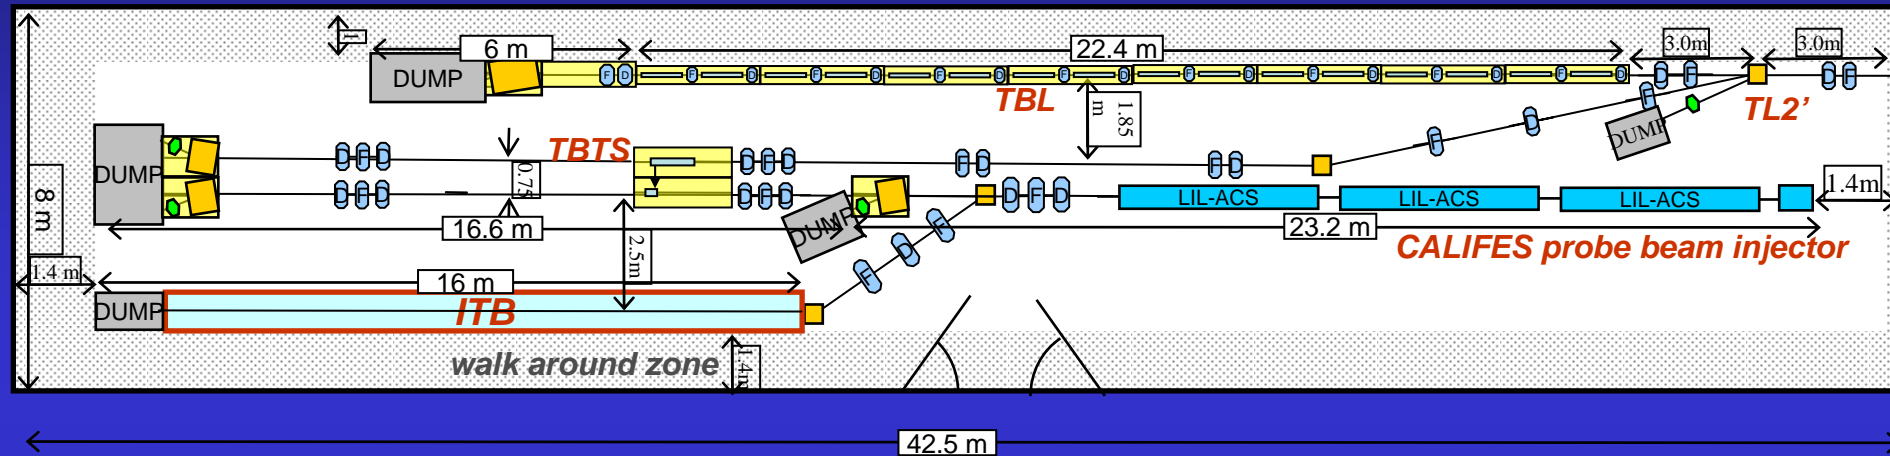 1
6 m
22.4 m
3.0m
3.0m
DUMP
F D
F D F D F D F D F D F D F D F D
D F
D F
TBL
1.85 m
F
TL2'
DUMP
D
F
DUMP
TBTS
D F D
D F D
F D
F D
0.75
D F D
D F D
D F D
LIL-ACS
LIL-ACS
LIL-ACS
1.4m
8 m
16.6 m
2.5m
DUMP
F
D
F
23.2 m
CALIFES probe beam injector
1.4 m
16 m
DUMP
ITB
walk around zone
1.4m
42.5 m